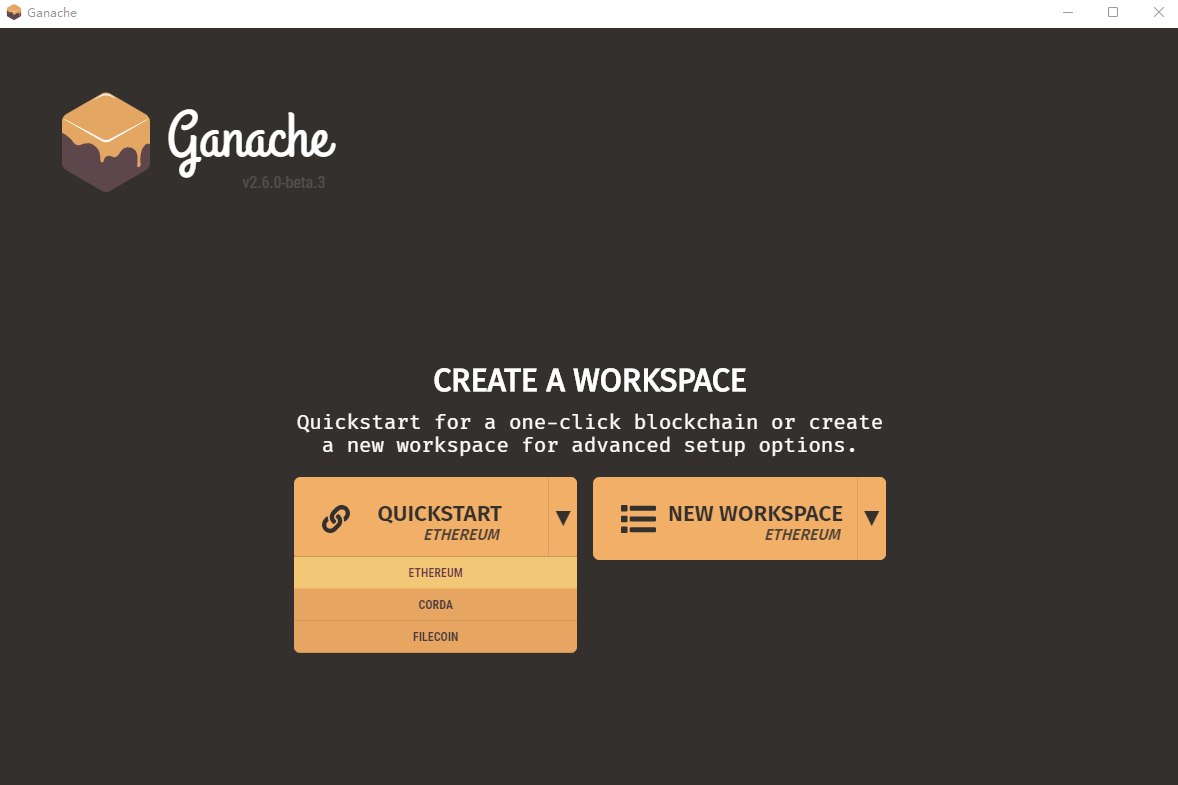 Ganache
Ganache
v2.6.0-beta.3
CREATE A WORKSPACE
Quickstart for a one-click blockchain or create
a new workspace for advanced setup options.
QUICKSTART
ETHEREUM
ETHEREUM
CORDA
FILECOIN
NEW WORKSPACE
ETHEREUM